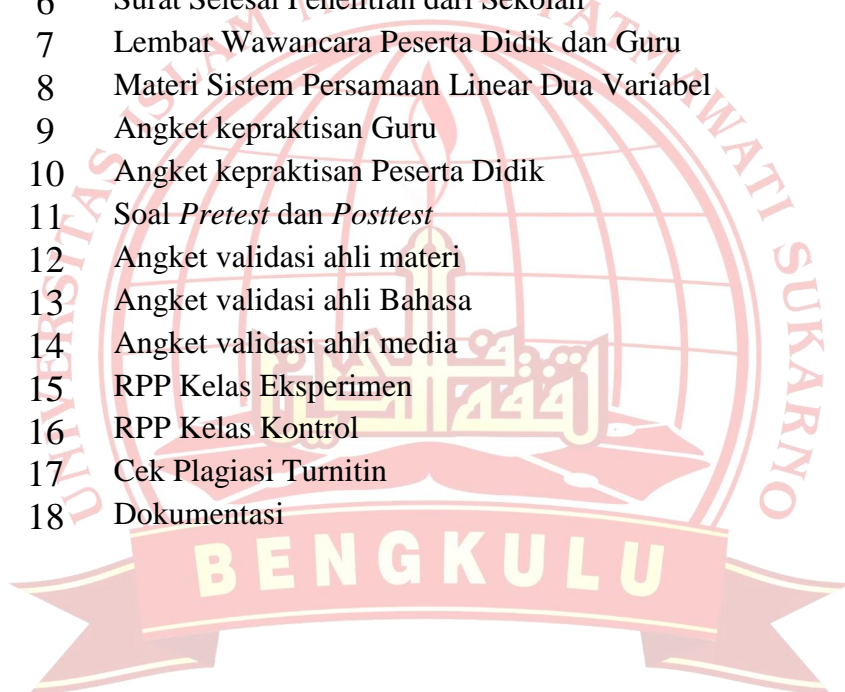 6 Surat Selesai Penelitian dari Sekolah
7 Lembar Wawancara Peserta Didik dan Guru
8 Materi Sistem Persamaan Linear Dua Variabel
9 Angket kepraktisan Guru
10 Angket kepraktisan Peserta Didik
11 Soal Pretest dan Posttest
12 Angket validasi ahli materi
13 Angket validasi ahli Bahasa
14 Angket validasi ahli media
15 RPP Kelas Eksperimen
16 RPP Kelas Kontrol
17 Cek Plagiasi Turnitin
18 Dokumentasi
SUKARNO
BENGKULU